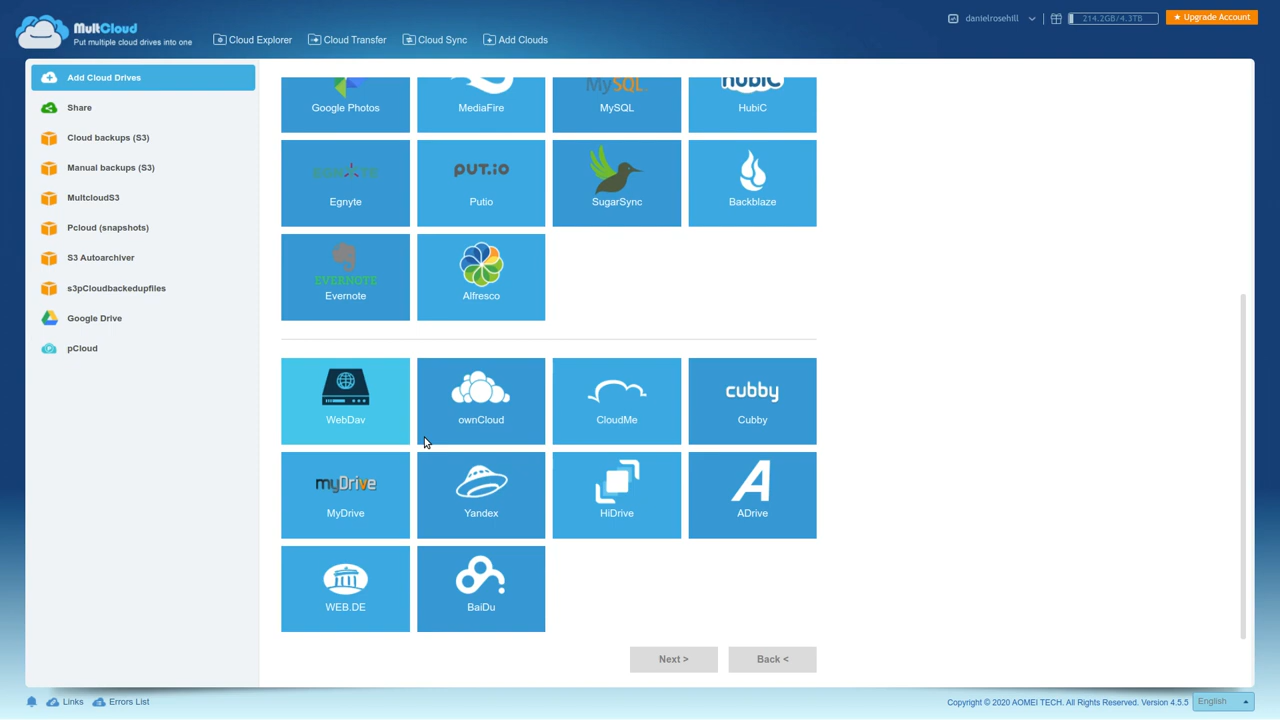 MultCloud
Put multiple cloud drives into one
Cloud Explorer
Cloud Transfer
Cloud Sync
Add Clouds
danielrosehill
214.2GB/4.3TB
★ Upgrade Account
Add Cloud Drives
Share
Cloud backups (S3)
Manual backups (S3)
MultcloudS3
Pcloud (snapshots)
S3 Autoarchiver
s3pCloudbackedupfiles
Google Drive
pCloud
Google Photos
MediaFire
MySQL
MySQL
HubiC
HubiC
Egnyte
PUT.IO
Putio
SugarSync
Backblaze
EVERNOTE
Evernote
Alfresco
WebDav
ownCloud
CloudMe
cubby
Cubby
myDrive
MyDrive
Yandex
HiDrive
ADrive
WEB.DE
BaiDu
Next >
Back <
Links
Errors List
Copyright © 2020 AOMEI TECH. All Rights Reserved. Version 4.5.5
English